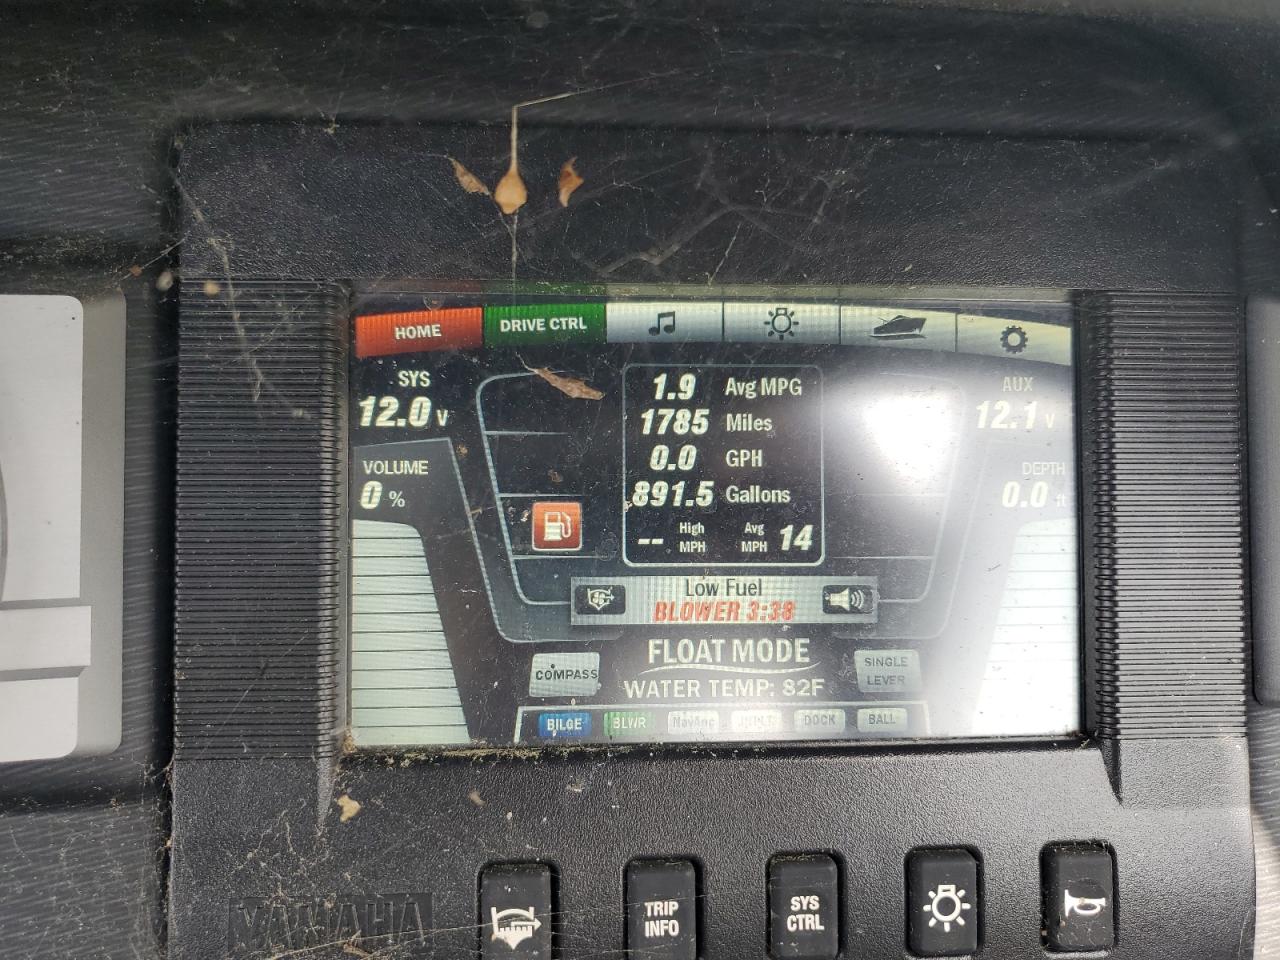 HOME
DRIVE CTRL
SYS
12.0 V
VOLUME
0 %
1.9 Avg MPG
1785 Miles
0.0 GPH
891.5 Gallons
-- High MPH Avg MPH 14
AUX
12.1 V
DEPTH
0.0 ft
Low Fuel
BLOWER 3:38
FLOAT MODE
COMPASS
SINGLE
LEVER
WATER TEMP: 82F
BILGE BLWR NavAnc DOCK BALL
YAMAHA
TRIP
INFO
SYS
CTRL